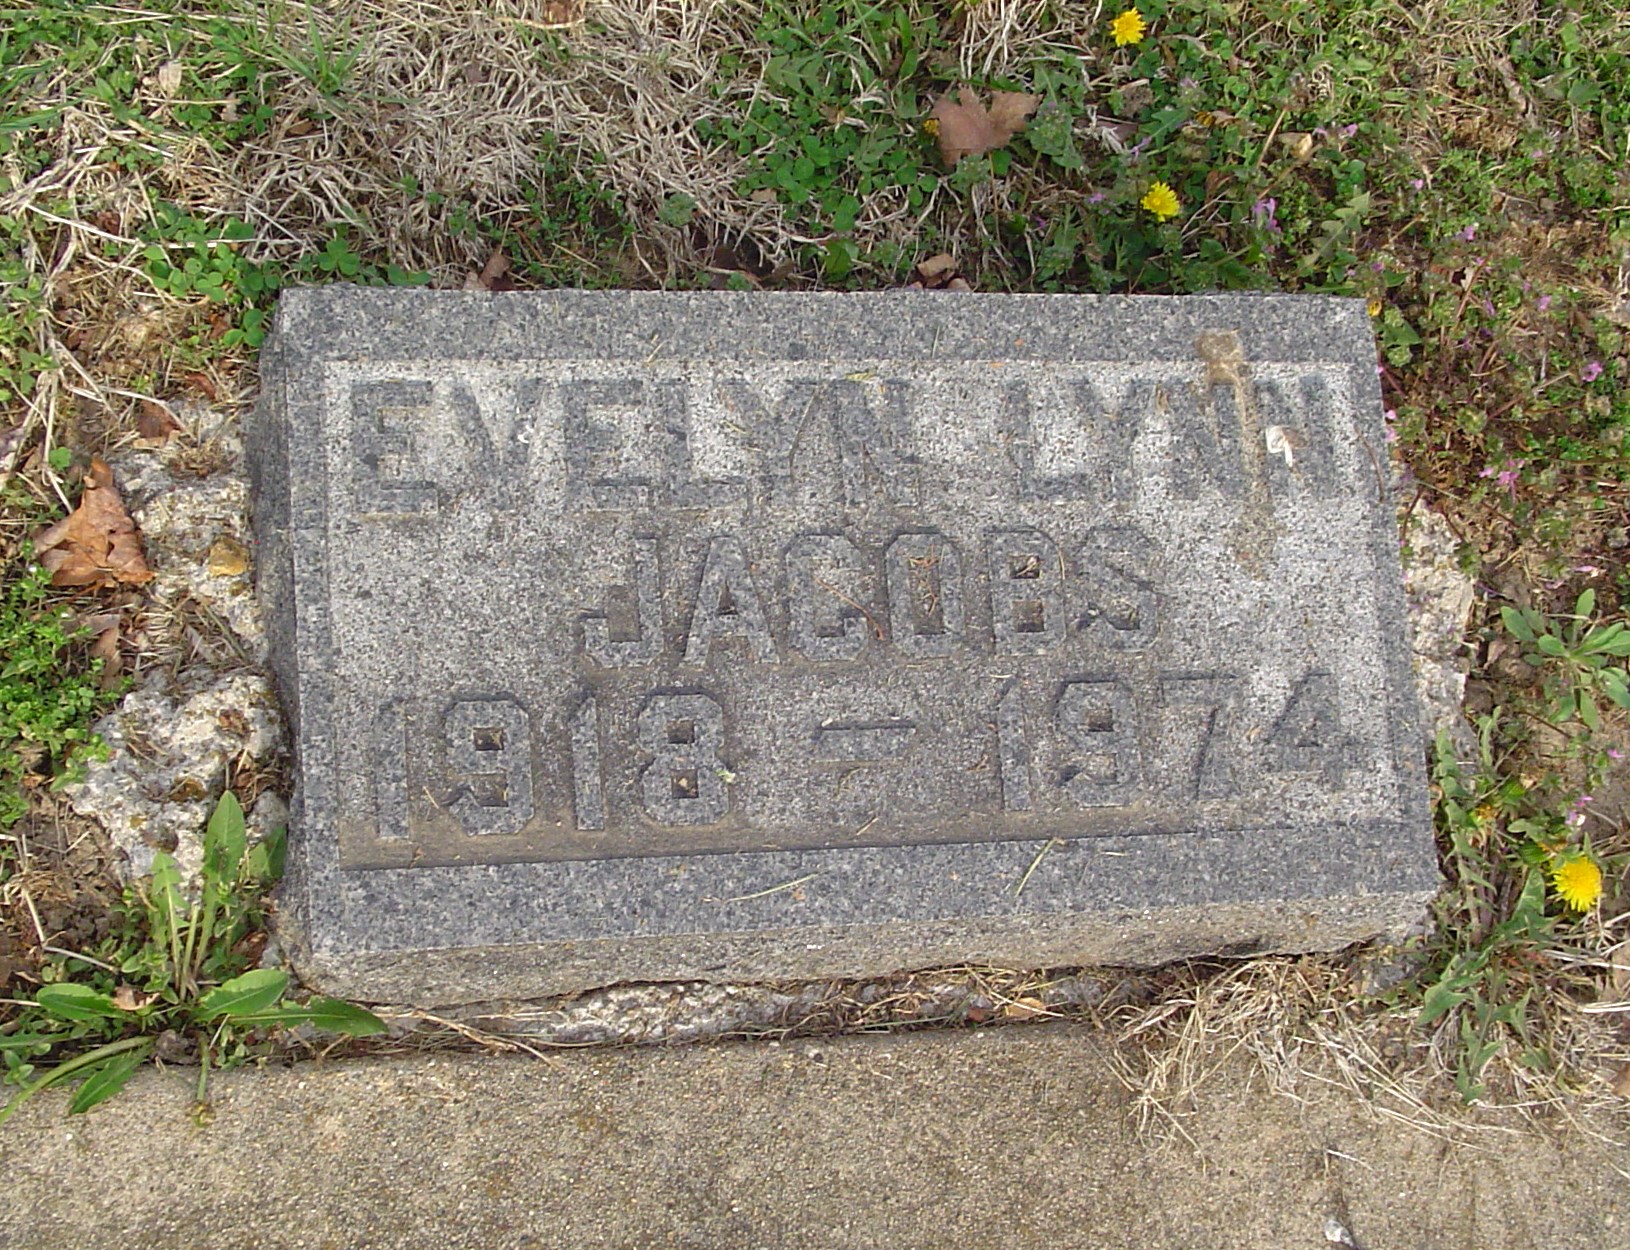 EVELYN LYNN
JACOBS
1918 = 1974